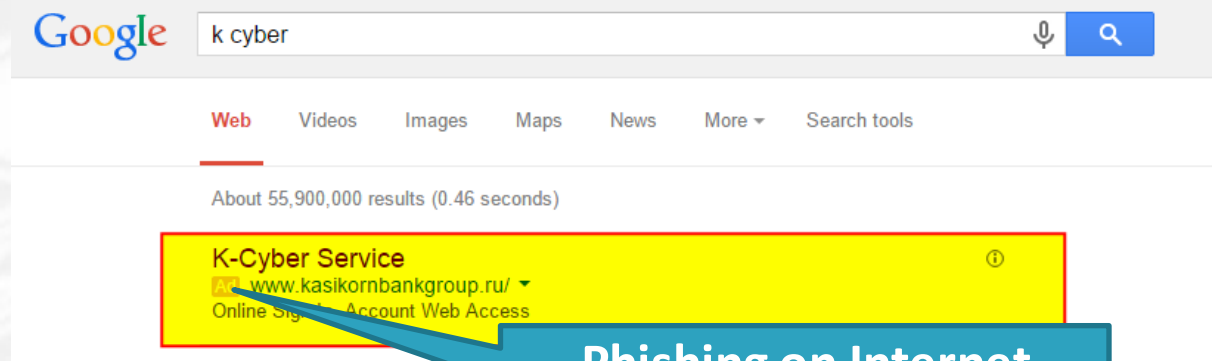 Google k cyber
Web Videos Images Maps News More Search tools
About 55,900,000 results (0.46 seconds)
K-Cyber Service
Ad www.kasikornbankgroup.ru/
Online Account Web Access
Phishing on Internet